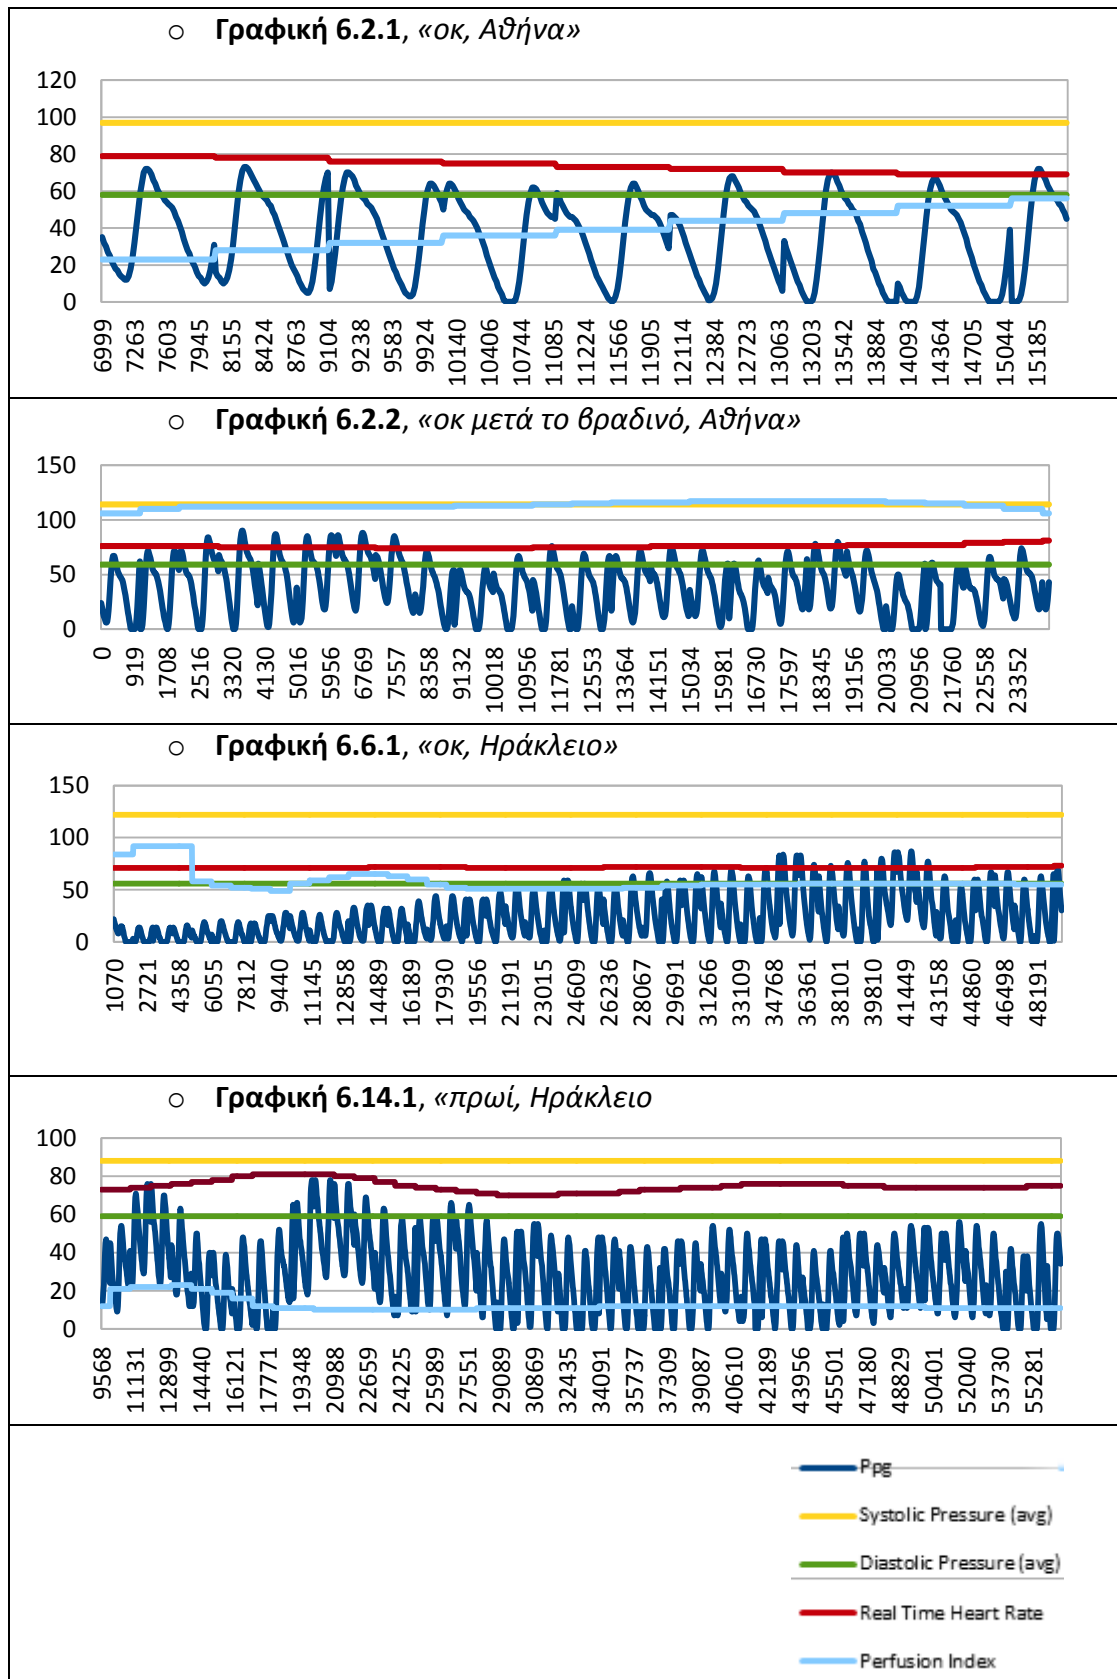 ○ Γραφική 6.2.1, «οκ, Αθήνα»
120
100
80
60
40
20
0
6999 7263 7603 7945 8155 8424 8763 9104 9238 9583 9924 10140 10406 10744 11085 11224 11566 11905 12114 12384 12723 13063 13203 13542 13884 14093 14364 14705 15044 15185
○ Γραφική 6.2.2, «οκ μετά το βραδινό, Αθήνα»
150
100
50
0
0 919 1708 2516 3320 4130 5016 5956 6769 7557 8358 9132 10018 10956 11781 12553 13364 14151 15034 15981 16730 17597 18345 19156 20033 20956 21760 22558 23352
○ Γραφική 6.6.1, «οκ, Ηράκλειο»
150
100
50
0
1070 2721 4358 6055 7812 9440 11145 12858 14489 16189 17930 19556 21191 23015 24609 26236 28067 29691 31266 33109 34768 36361 38101 39810 41449 43158 44860 46498 48191
○ Γραφική 6.14.1, «πρωί, Ηράκλειο
100
80
60
40
20
0
9568 11131 12899 14440 16121 17771 19348 20988 22659 24225 25989 27551 29089 30869 32435 34091 35737 37309 39087 40610 42189 43956 45501 47180 48829 50401 52040 53730 55281
Ppg
Systolic Pressure (avg)
Diastolic Pressure (avg)
Real Time Heart Rate
Perfusion Index